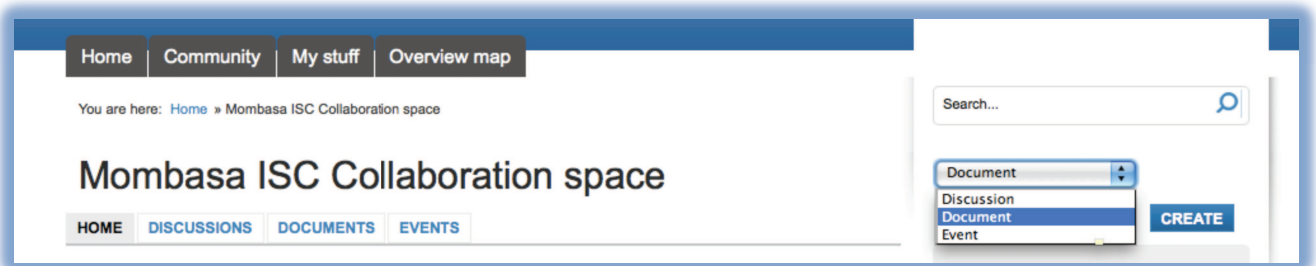 Home Community My stuff Overview map
You are here: Home » Mombasa ISC Collaboration space
Search...
Mombasa ISC Collaboration space
Document
Discussion
Document
Event
CREATE
HOME DISCUSSIONS DOCUMENTS EVENTS